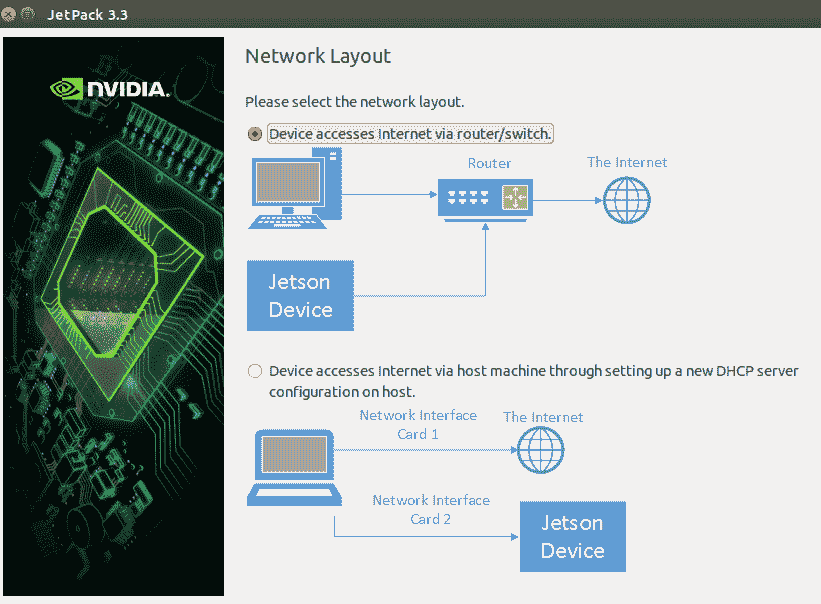 JetPack 3.3
NVIDIA.
Network Layout
Please select the network layout.
Device accesses Internet via router/switch.
Router
The Internet
Jetson
Device
Device accesses Internet via host machine through setting up a new DHCP server
configuration on host.
Network Interface
Card 1
The Internet
Network Interface
Card 2
Jetson
Device